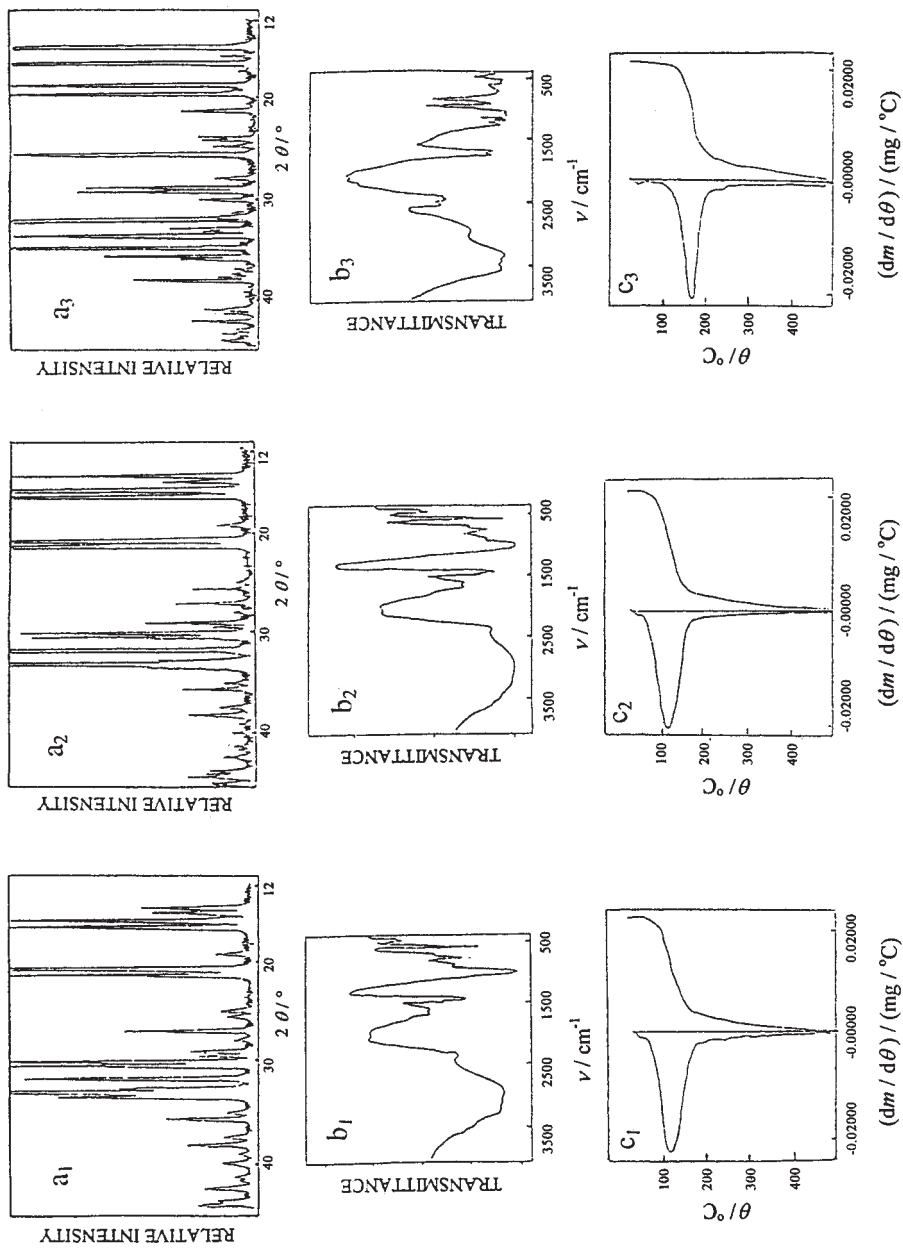 a1
RELATIVE INTENSITY
40 30 20 12
2 θ / °
a2
RELATIVE INTENSITY
40 30 20 12
2 θ / °
a3
RELATIVE INTENSITY
40 30 20 12
2 θ / °
b1
TRANSMITTANCE
3500 2500 1500 500
ν / cm-1
b2
TRANSMITTANCE
3500 2500 1500 500
ν / cm-1
b3
TRANSMITTANCE
3500 2500 1500 500
ν / cm-1
c1
θ / °C
100 200 300 400
-0.02000 -0.00000 0.02000
(dm / dθ) / (mg / °C)
c2
θ / °C
100 200 300 400
-0.02000 -0.00000 0.02000
(dm / dθ) / (mg / °C)
c3
θ / °C
100 200 300 400
-0.02000 -0.00000 0.02000
(dm / dθ) / (mg / °C)